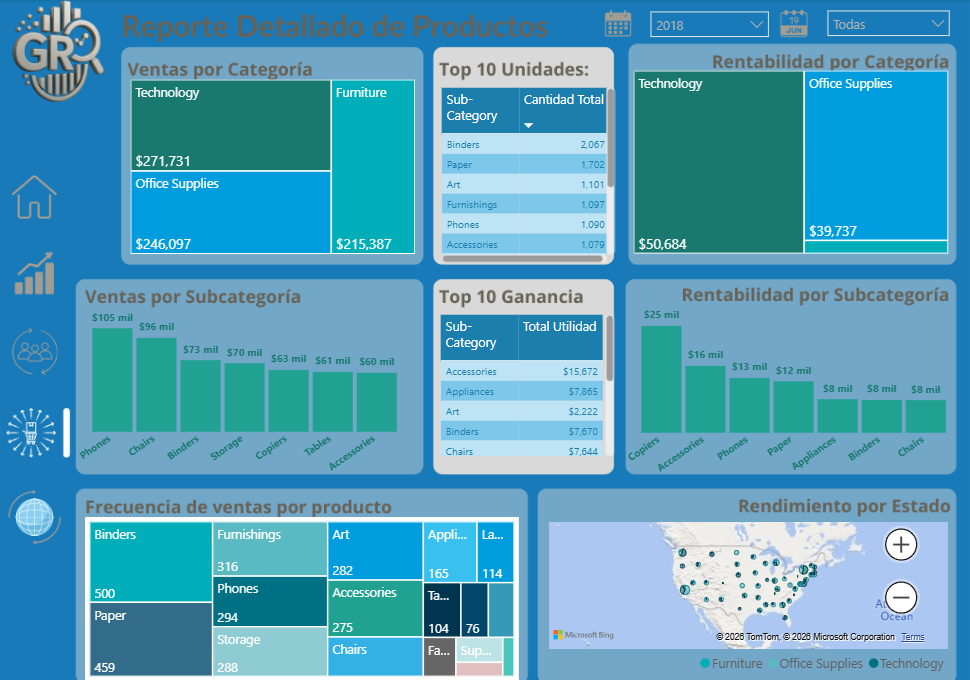 GR
Reporte Detallado de Productos
2018
19
JUN
Todas
Ventas por Categoría
Technology
$271,731
Furniture
$215,387
Office Supplies
$246,097
Top 10 Unidades:
Sub-
Category
Cantidad Total
Binders 2,067
Paper 1,702
Art 1,101
Furnishings 1,097
Phones 1,090
Accessories 1,079
Rentabilidad por Categoría
Technology
$50,684
Office Supplies
$39,737
Ventas por Subcategoría
$105 mil
$96 mil
$73 mil
$70 mil
$63 mil
$61 mil
$60 mil
Phones
Chairs
Binders
Storage
Copiers
Tables
Accessories
Top 10 Ganancia
Sub-
Category
Total Utilidad
Accessories $15,672
Appliances $7,865
Art $2,222
Binders $7,670
Chairs $7,644
Rentabilidad por Subcategoría
$25 mil
$16 mil
$13 mil
$12 mil
$8 mil
$8 mil
$8 mil
Copiers
Accessories
Phones
Paper
Appliances
Binders
Chairs
Frecuencia de ventas por producto
Binders
500
Paper
459
Furnishings
316
Phones
294
Storage
288
Art
282
Accessories
275
Chairs
Appli...
165
La...
114
Ta...
104
76
Fa...
Sup...
Rendimiento por Estado
Ocean
Microsoft Bing
© 2026 TomTom, © 2026 Microsoft Corporation Terms
Furniture Office Supplies Technology